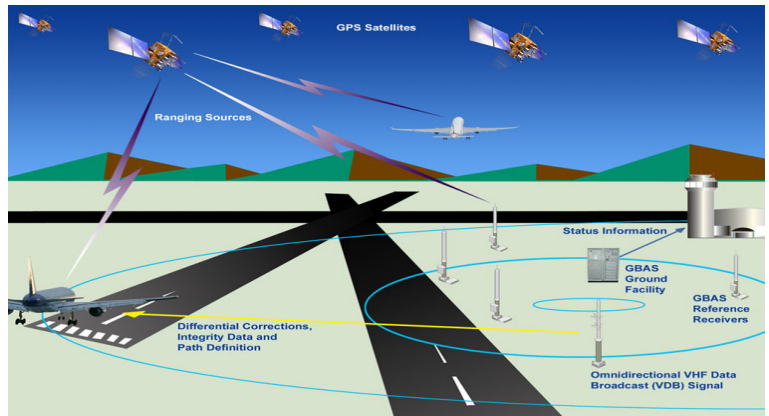 GPS Satellites
Ranging Sources
Status Information
GBAS
Ground
Facility
GBAS
Reference
Receivers
Differential Corrections,
Integrity Data and
Path Definition
Omnidirectional VHF Data
Broadcast (VDB) Signal